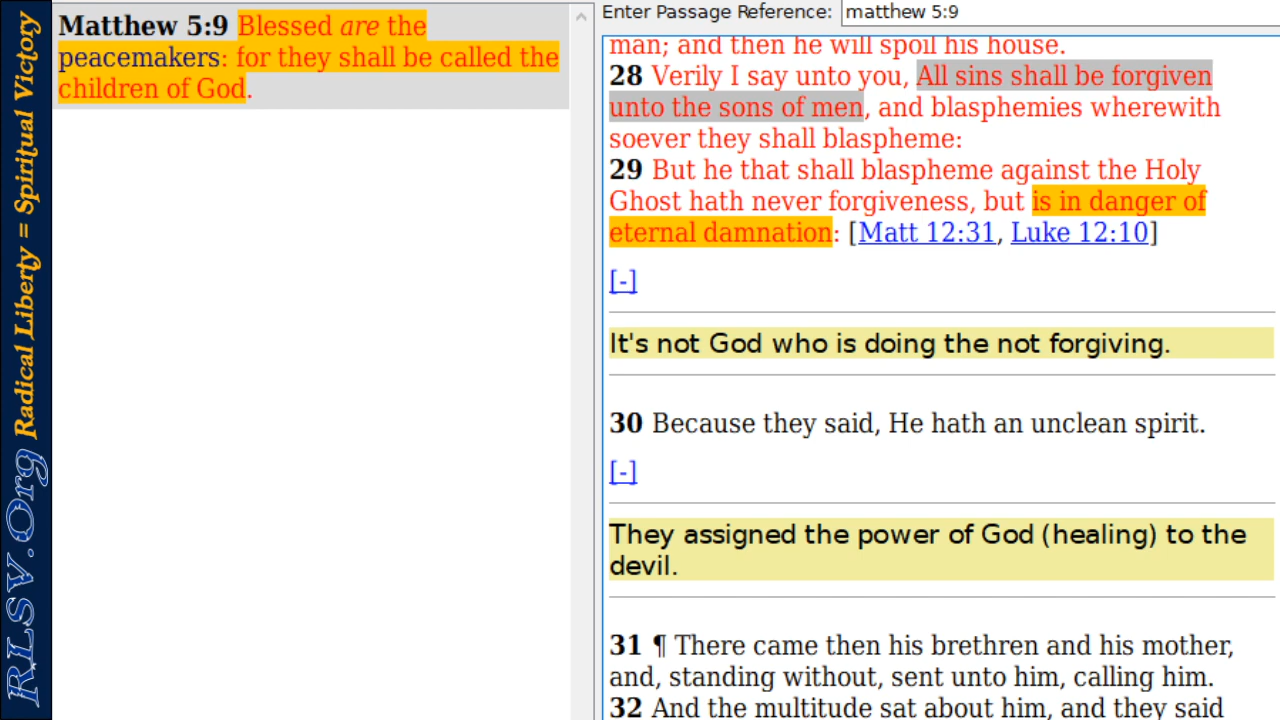 RLSV.Org Radical Liberty = Spiritual Victory
Matthew 5:9 Blessed are the
peacemakers: for they shall be called the
children of God.
Enter Passage Reference: matthew 5:9
man; and then he will spoil his house.
28 Verily I say unto you, All sins shall be forgiven
unto the sons of men, and blasphemies wherewith
soever they shall blaspheme:
29 But he that shall blaspheme against the Holy
Ghost hath never forgiveness, but is in danger of
eternal damnation: [Matt 12:31, Luke 12:10]
[-]
It's not God who is doing the not forgiving.
30 Because they said, He hath an unclean spirit.
[-]
They assigned the power of God (healing) to the
devil.
31 ¶ There came then his brethren and his mother,
and, standing without, sent unto him, calling him.
32 And the multitude sat about him, and they said